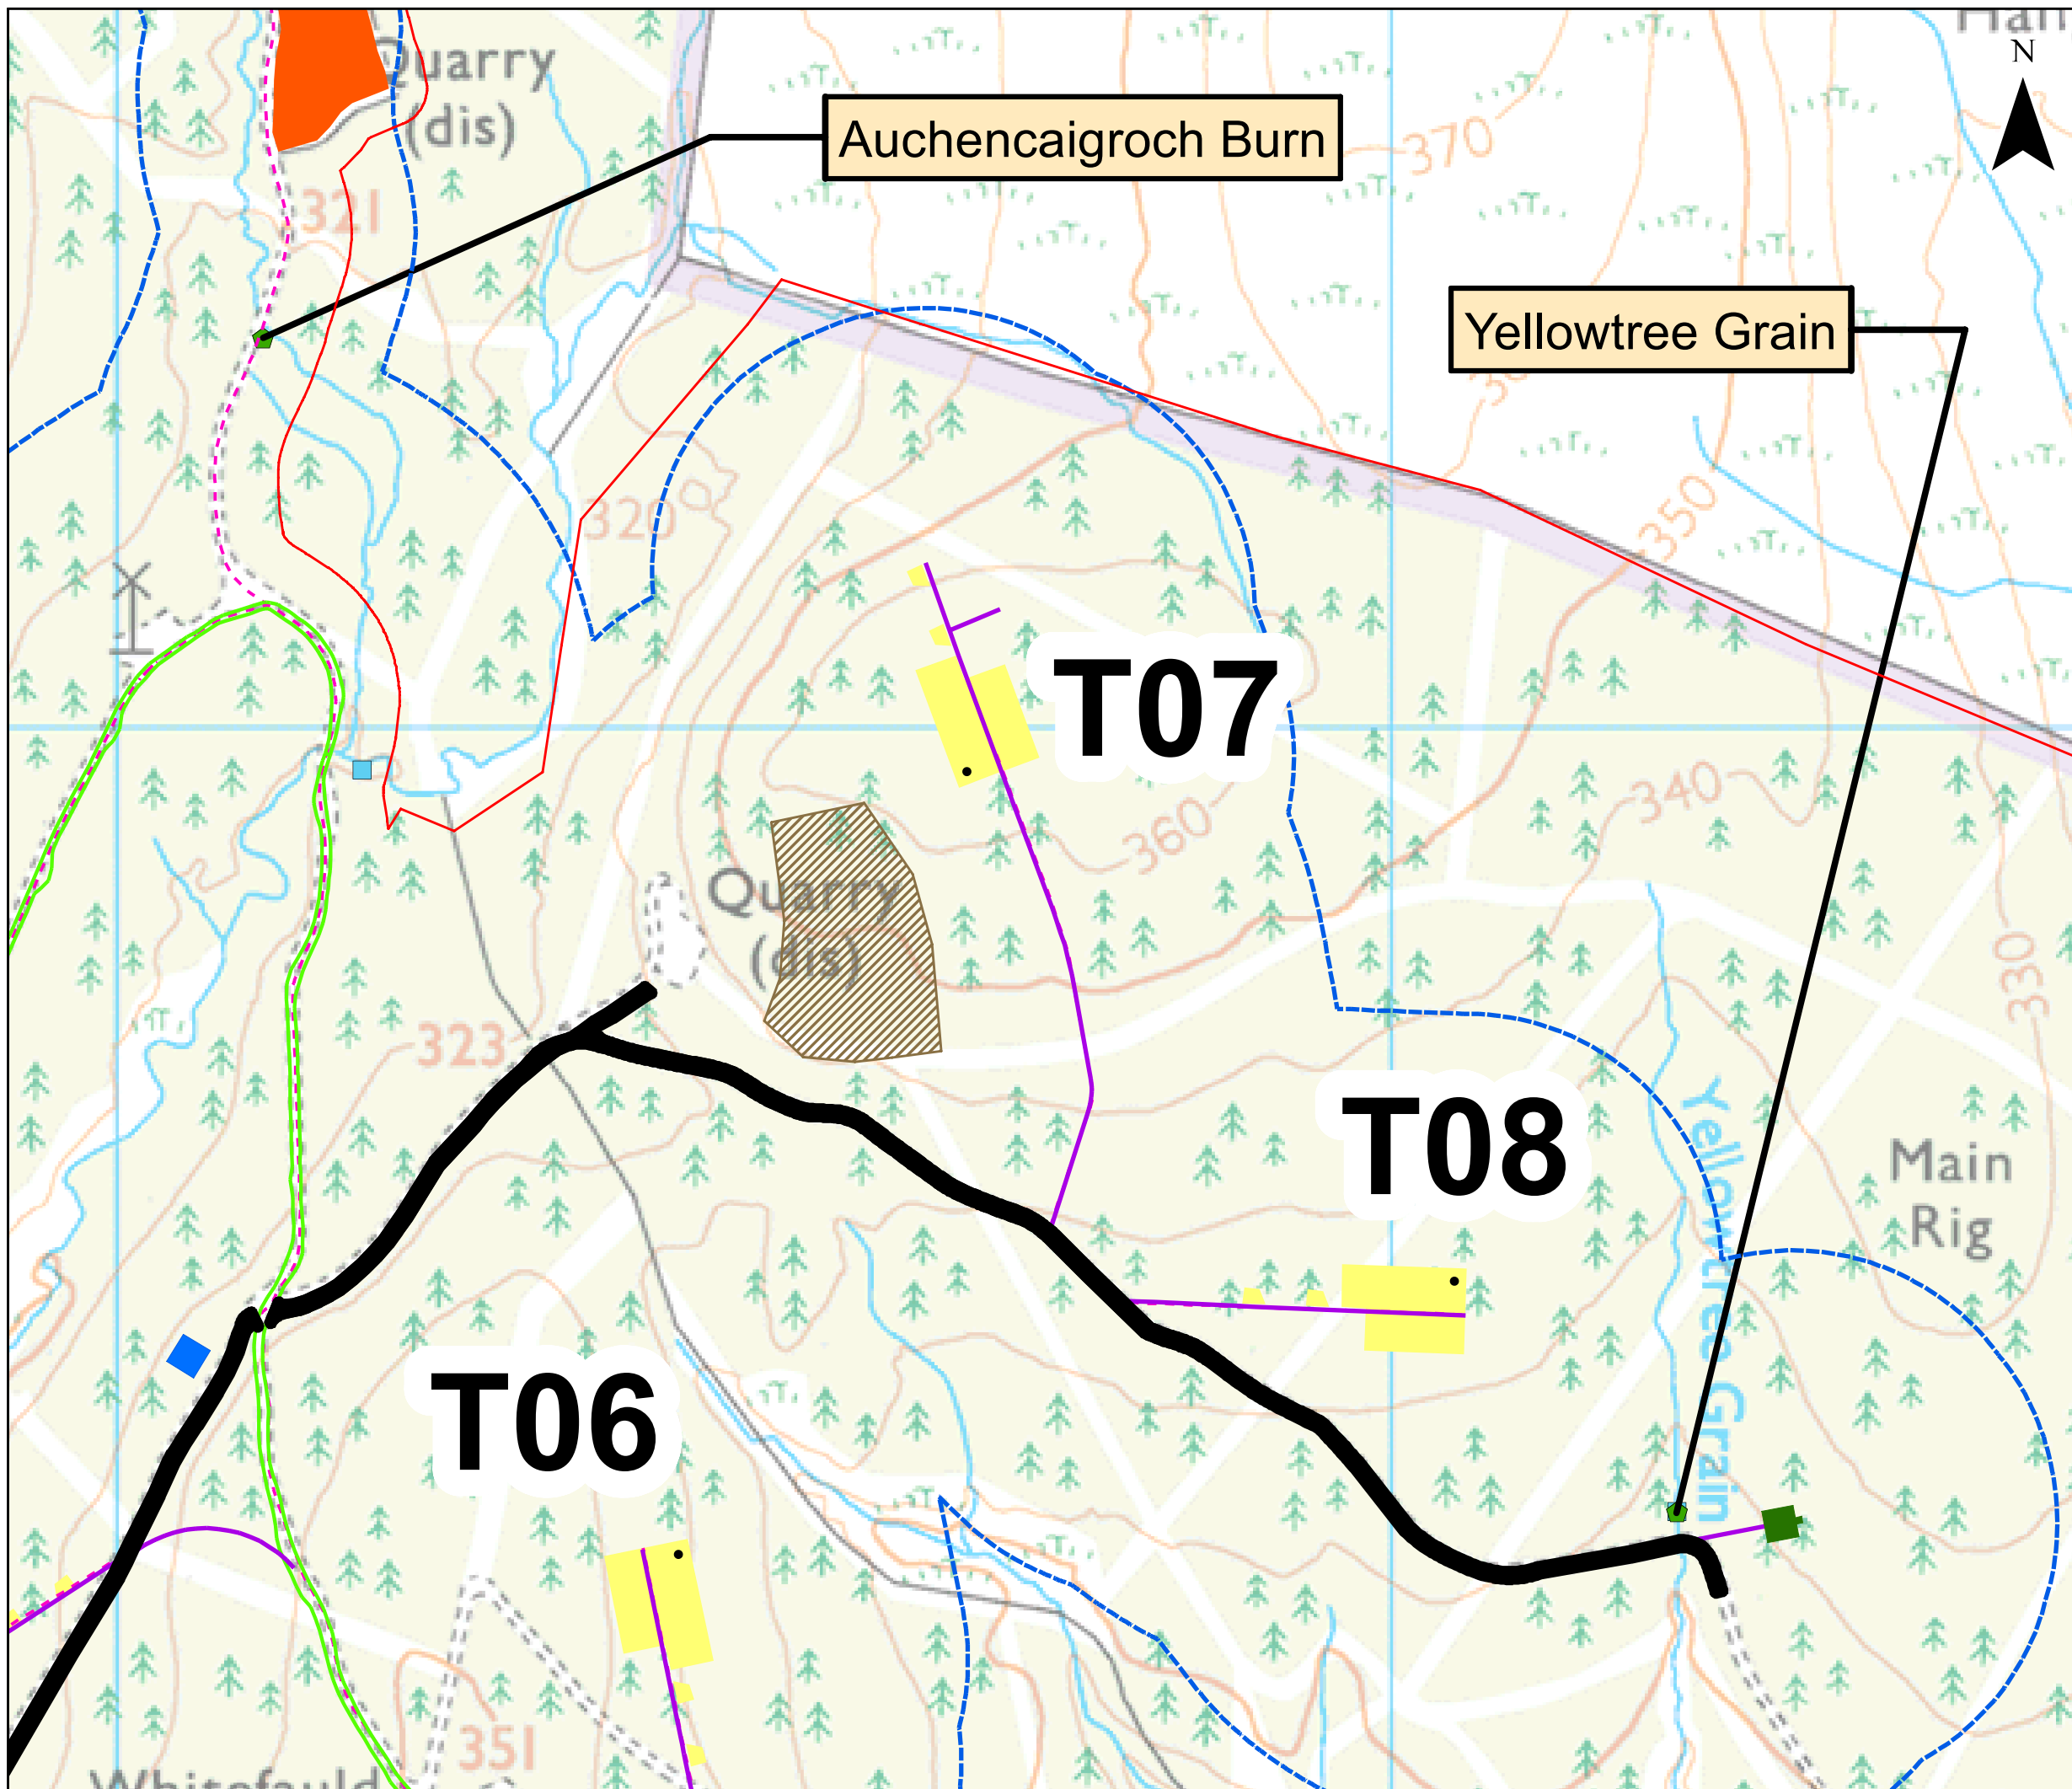 Quarry
(dis)
N
Auchencaigroch Burn
370
321
Yellowtree Grain
350
320
T07
340
360
Quarry
(dis)
330
323
T08
Yellowtree Grain
Main
Rig
T06
351
Whitefauld